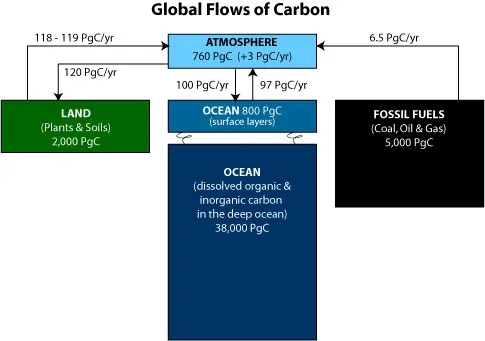 Global Flows of Carbon
118 - 119 PgC/yr
ATMOSPHERE
760 PgC (+3 PgC/yr)
6.5 PgC/yr
120 PgC/yr
100 PgC/yr
97 PgC/yr
LAND
(Plants & Soils)
2,000 PgC
OCEAN 800 PgC
(surface layers)
FOSSIL FUELS
(Coal, Oil & Gas)
5,000 PgC
OCEAN
(dissolved organic &
inorganic carbon
in the deep ocean)
38,000 PgC